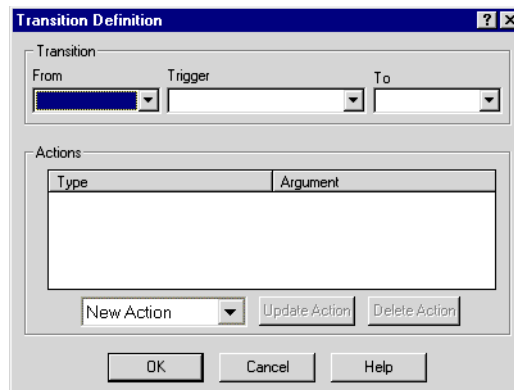 Transition Definition
Transition
From Trigger To
Actions
Type Argument
New Action Update Action Delete Action
OK Cancel Help